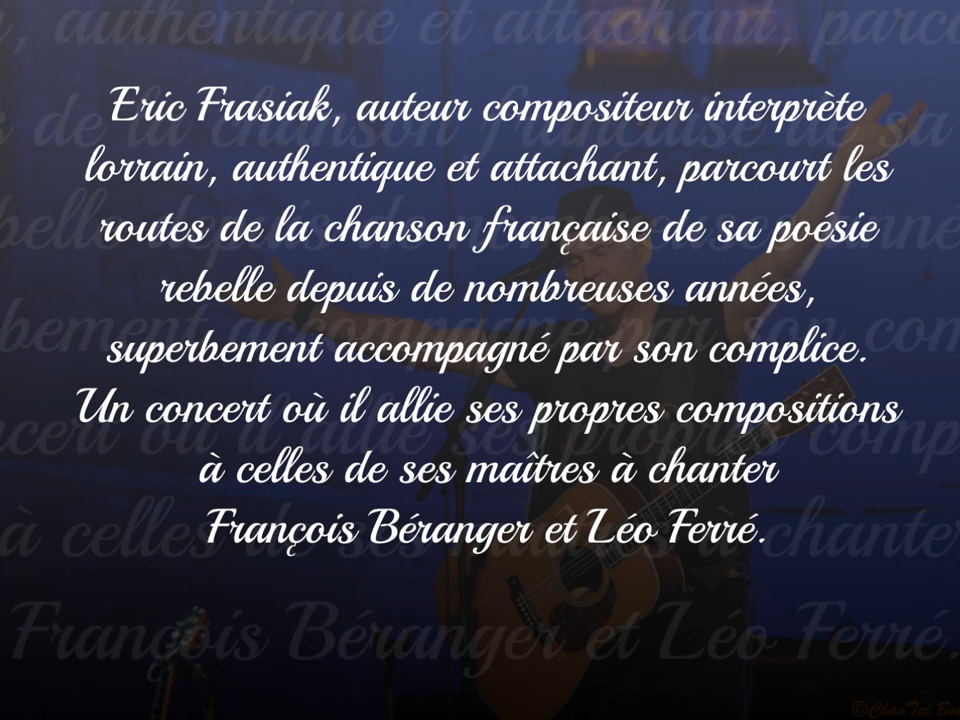 Eric Frasiak, auteur compositeur interprète
lorrain, authentique et attachant, parcourt les
routes de la chanson française de sa poésie
rebelle depuis de nombreuses années,
superbement accompagné par son complice.
Un concert où il allie ses propres compositions
à celles de ses maîtres à chanter
François Béranger et Léo Ferré.